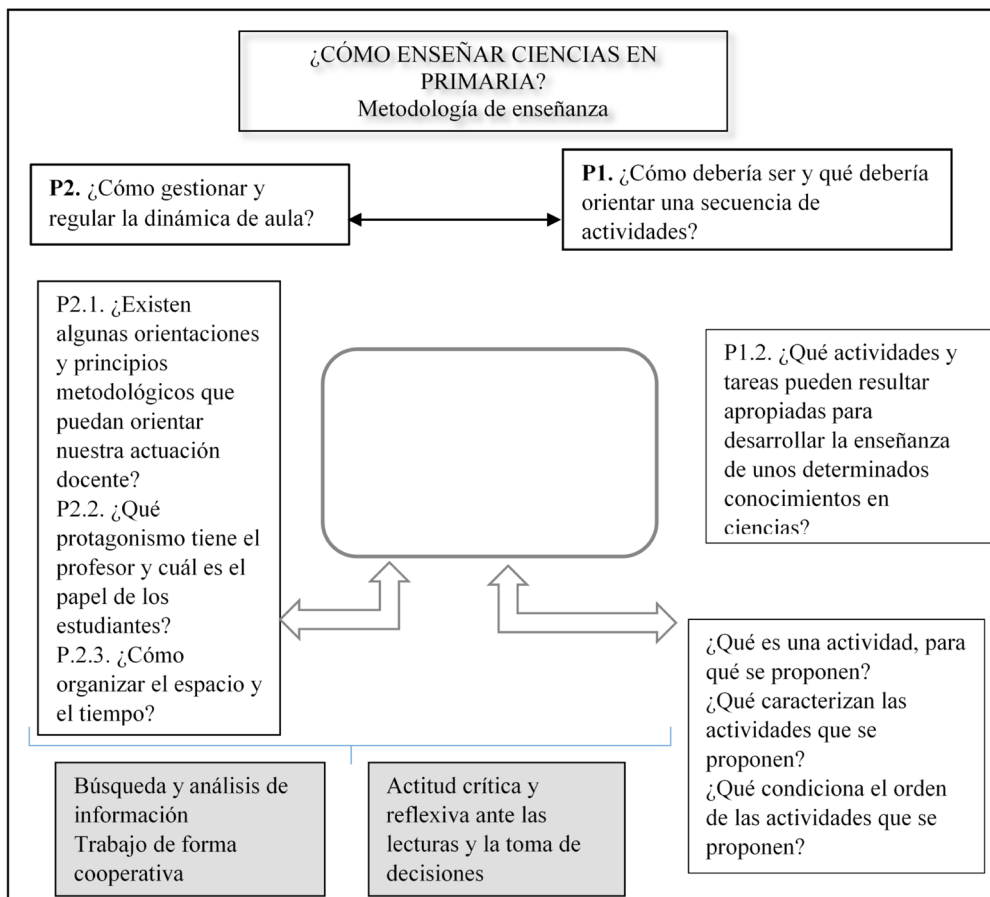 ¿CÓMO ENSEÑAR CIENCIAS EN
PRIMARIA?
Metodología de enseñanza
P2. ¿Cómo gestionar y
regular la dinámica de aula?
P1. ¿Cómo debería ser y qué debería
orientar una secuencia de
actividades?
P2.1. ¿Existen
algunas orientaciones
y principios
metodológicos que
puedan orientar
nuestra actuación
docente?
P2.2. ¿Qué
protagonismo tiene el
profesor y cuál es el
papel de los
estudiantes?
P.2.3. ¿Cómo
organizar el espacio y
el tiempo?
P1.2. ¿Qué actividades y
tareas pueden resultar
apropiadas para
desarrollar la enseñanza
de unos determinados
conocimientos en
ciencias?
¿Qué es una actividad, para
qué se proponen?
¿Qué caracterizan las
actividades que se
proponen?
¿Qué condiciona el orden
de las actividades que se
proponen?
Búsqueda y análisis de
información
Trabajo de forma
cooperativa
Actitud crítica y
reflexiva ante las
lecturas y la toma de
decisiones